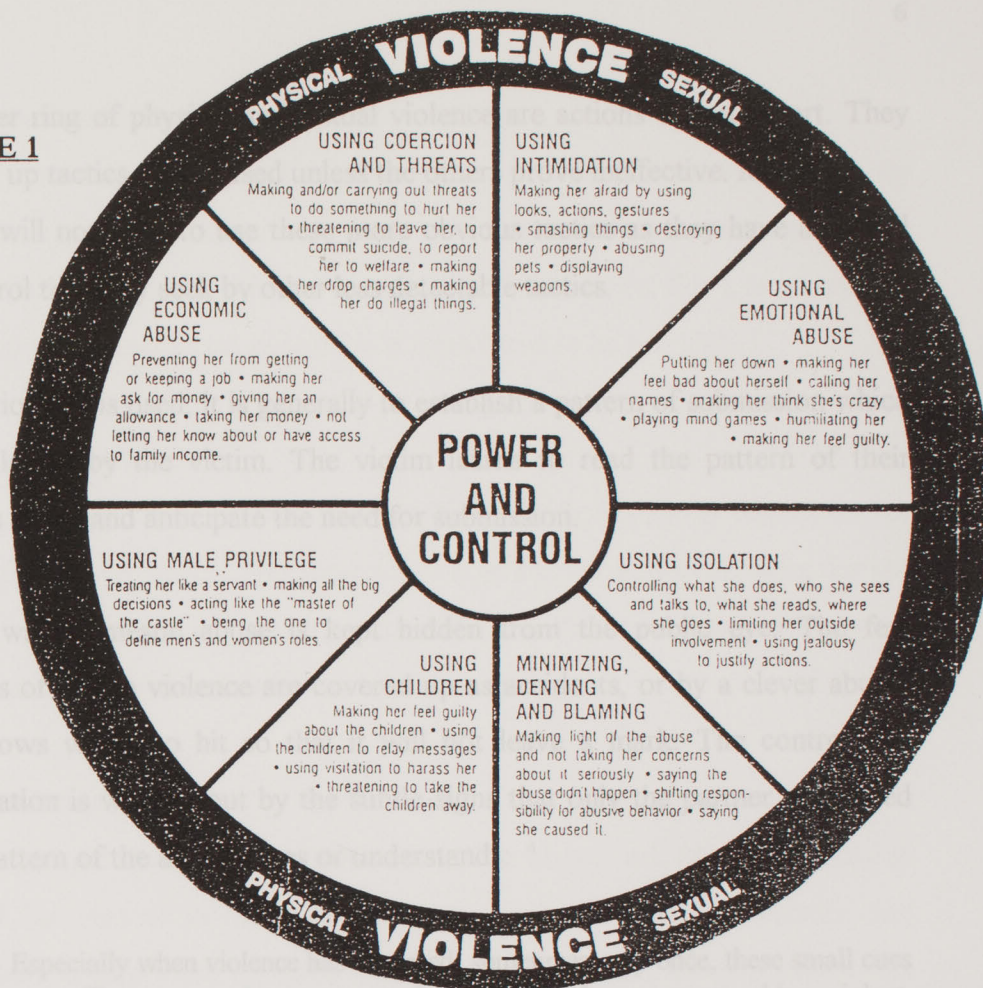 E 1
PHYSICAL VIOLENCE SEXUAL
USING COERCION
AND THREATS
Making and/or carrying out threats
to do something to hurt her
• threatening to leave her, to
commit suicide, to report
her to welfare • making
her drop charges • making
her do illegal things.
USING
INTIMIDATION
Making her afraid by using
looks, actions, gestures
• smashing things • destroying
her property • abusing
pets • displaying
weapons.
USING
ECONOMIC
ABUSE
Preventing her from getting
or keeping a job • making her
ask for money • giving her an
allowance • taking her money • not
letting her know about or have access
to family income.
USING
EMOTIONAL
ABUSE
Putting her down • making her
feel bad about herself • calling her
names • making her think she's crazy
• playing mind games • humiliating her
• making her feel guilty.
POWER
AND
CONTROL
USING MALE PRIVILEGE
Treating her like a servant • making all the big
decisions • acting like the "master of
the castle" • being the one to
define men's and women's roles
USING ISOLATION
Controlling what she does, who she sees
and talks to, what she reads, where
she goes • limiting her outside
involvement • using jealousy
to justify actions.
USING
CHILDREN
Making her feel guilty
about the children • using
the children to relay messages
• using visitation to harass her
• threatening to take the
children away.
MINIMIZING,
DENYING
AND BLAMING
Making light of the abuse
and not taking her concerns
about it seriously • saying the
abuse didn't happen • shifting respon-
sibility for abusive behavior • saying
she caused it.
PHYSICAL VIOLENCE SEXUAL